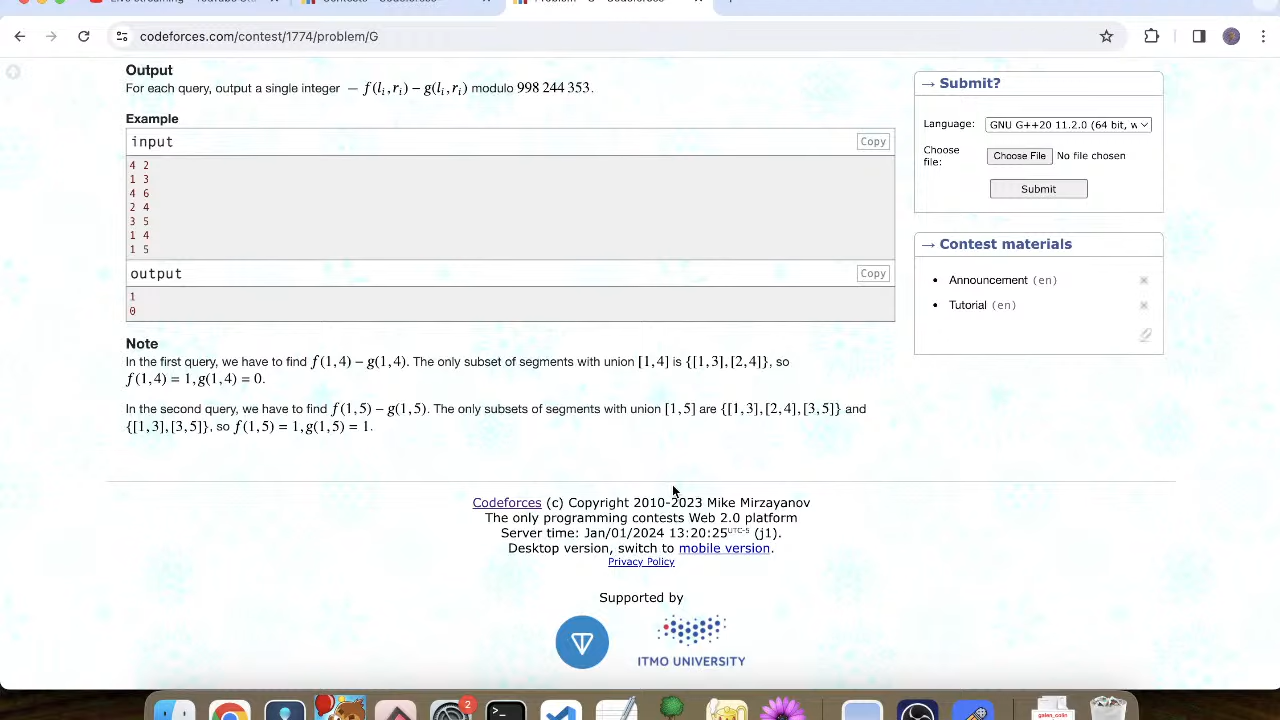 codeforces.com/contest/1774/problem/G
Output
For each query, output a single integer — f(lᵢ,rᵢ) − g(lᵢ,rᵢ) modulo 998 244 353.
Example
input
Copy
4 2
1 3
4 6
2 4
3 5
1 4
1 5
output
Copy
1
0
Note
In the first query, we have to find f(1,4) − g(1,4). The only subset of segments with union [1,4] is {[1,3],[2,4]}, so
f(1,4) = 1,g(1,4) = 0.
In the second query, we have to find f(1,5) − g(1,5). The only subsets of segments with union [1,5] are {[1,3],[2,4],[3,5]} and
{[1,3],[3,5]}, so f(1,5) = 1,g(1,5) = 1.
→ Submit?
Language: GNU G++20 11.2.0 (64 bit, w
Choose
file: Choose File No file chosen
Submit
→ Contest materials
Announcement (en)
Tutorial (en)
Codeforces (c) Copyright 2010-2023 Mike Mirzayanov
The only programming contests Web 2.0 platform
Server time: Jan/01/2024 13:20:25UTC-5 (j1).
Desktop version, switch to mobile version.
Privacy Policy
Supported by
ITMO UNIVERSITY
2
galen_colin